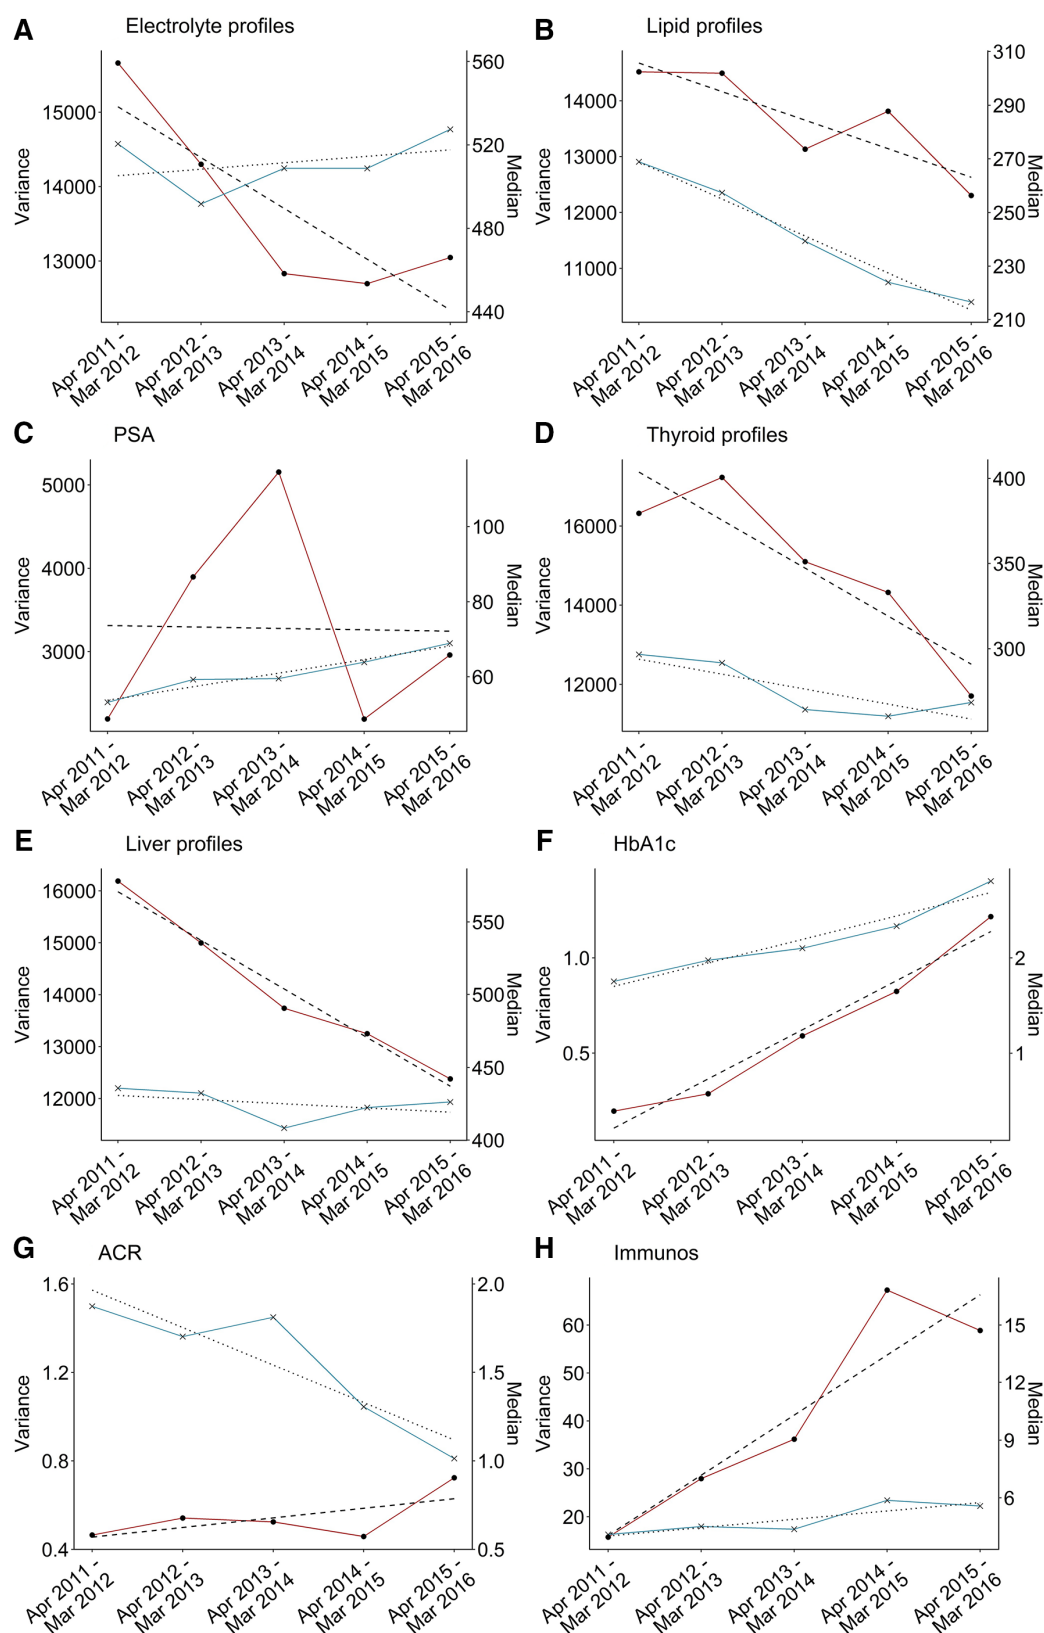 A Electrolyte profiles
15000
14000
13000
Variance
560
520
480
440
Median
Apr 2011-
Mar 2012
Apr 2012-
Mar 2013
Apr 2013-
Mar 2014
Apr 2014-
Mar 2015
Apr 2015-
Mar 2016
B Lipid profiles
14000
13000
12000
11000
Variance
310
290
270
250
230
210
Median
Apr 2011-
Mar 2012
Apr 2012-
Mar 2013
Apr 2013-
Mar 2014
Apr 2014-
Mar 2015
Apr 2015-
Mar 2016
C PSA
5000
4000
3000
Variance
100
80
60
Median
Apr 2011-
Mar 2012
Apr 2012-
Mar 2013
Apr 2013-
Mar 2014
Apr 2014-
Mar 2015
Apr 2015-
Mar 2016
D Thyroid profiles
16000
14000
12000
Variance
400
350
300
Median
Apr 2011-
Mar 2012
Apr 2012-
Mar 2013
Apr 2013-
Mar 2014
Apr 2014-
Mar 2015
Apr 2015-
Mar 2016
E Liver profiles
16000
15000
14000
13000
12000
Variance
550
500
450
400
Median
Apr 2011-
Mar 2012
Apr 2012-
Mar 2013
Apr 2013-
Mar 2014
Apr 2014-
Mar 2015
Apr 2015-
Mar 2016
F HbA1c
1.0
0.5
Variance
2
1
Median
Apr 2011-
Mar 2012
Apr 2012-
Mar 2013
Apr 2013-
Mar 2014
Apr 2014-
Mar 2015
Apr 2015-
Mar 2016
G ACR
1.6
1.2
0.8
0.4
Variance
2.0
1.5
1.0
0.5
Median
Apr 2011-
Mar 2012
Apr 2012-
Mar 2013
Apr 2013-
Mar 2014
Apr 2014-
Mar 2015
Apr 2015-
Mar 2016
H Immunos
60
50
40
30
20
Variance
15
12
9
6
Median
Apr 2011-
Mar 2012
Apr 2012-
Mar 2013
Apr 2013-
Mar 2014
Apr 2014-
Mar 2015
Apr 2015-
Mar 2016